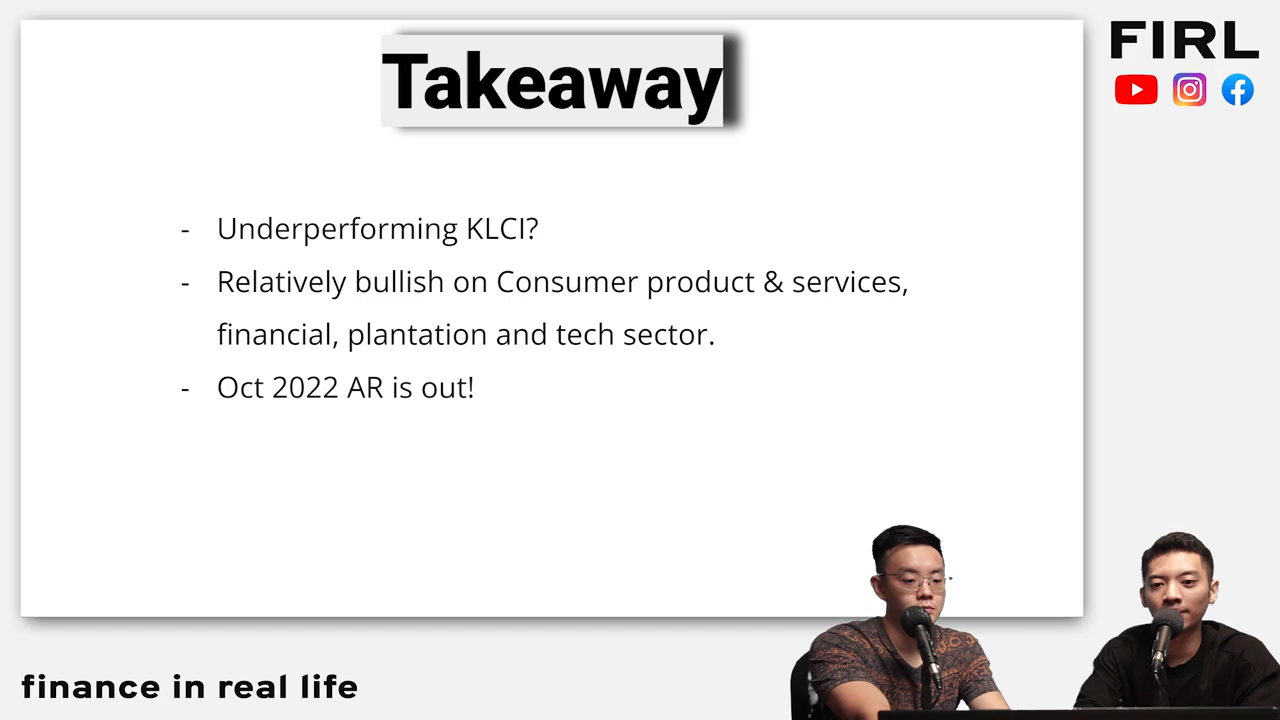 Takeaway
FIRL
- Underperforming KLCI?
- Relatively bullish on Consumer product & services,
financial, plantation and tech sector.
- Oct 2022 AR is out!
finance in real life